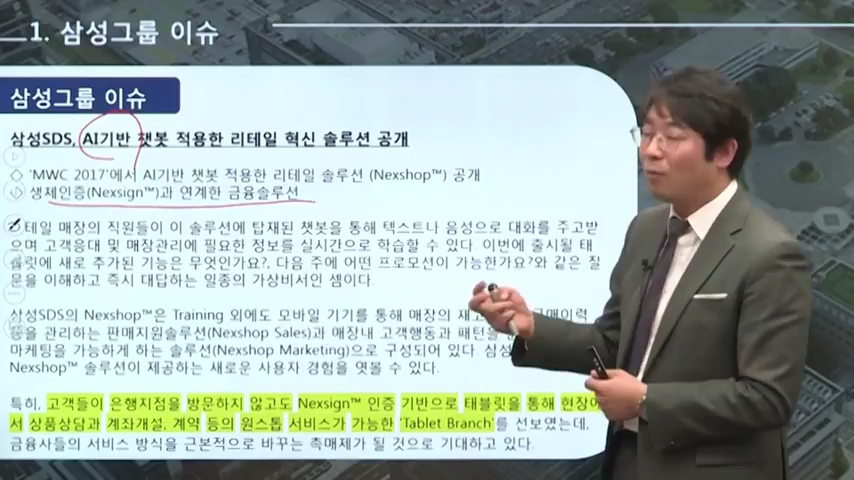 1. 삼성그룹 이슈
삼성그룹 이슈
삼성SDS, AI기반 챗봇 적용한 리테일 혁신 솔루션 공개
◇ 'MWC 2017'에서 AI기반 챗봇 적용한 리테일 솔루션 (Nexshop™) 공개
생체인증(Nexsign™)과 연계한 금융솔루션
테일 매장의 직원들이 이 솔루션에 탑재된 챗봇을 통해 텍스트나 음성으로 대화를 주고받
으며 고객응대 및 매장관리에 필요한 정보를 실시간으로 학습할 수 있다. 이번에 출시될 태
블릿에 새로 추가된 기능은 무엇인가요?, 다음 주에 어떤 프로모션이 가능한가요?와 같은 질
문을 이해하고 즉시 대답하는 일종의 가상비서인 셈이다.
삼성SDS의 Nexshop™은 Training 외에도 모바일 기기를 통해 매장의 재고 구매이력
등을 관리하는 판매지원솔루션(Nexshop Sales)과 매장내 고객행동과 패턴을
마케팅을 가능하게 하는 솔루션(Nexshop Marketing)으로 구성되어 있다. 삼성
Nexshop™ 솔루션이 제공하는 새로운 사용자 경험을 엿볼 수 있다.
특히, 고객들이 은행지점을 방문하지 않고도 Nexsign™ 인증 기반으로 태블릿을 통해 현장에
서 상품상담과 계좌개설, 계약 등의 원스톱 서비스가 가능한 'Tablet Branch'를 선보였는데,
금융사들의 서비스 방식을 근본적으로 바꾸는 촉매제가 될 것으로 기대하고 있다.